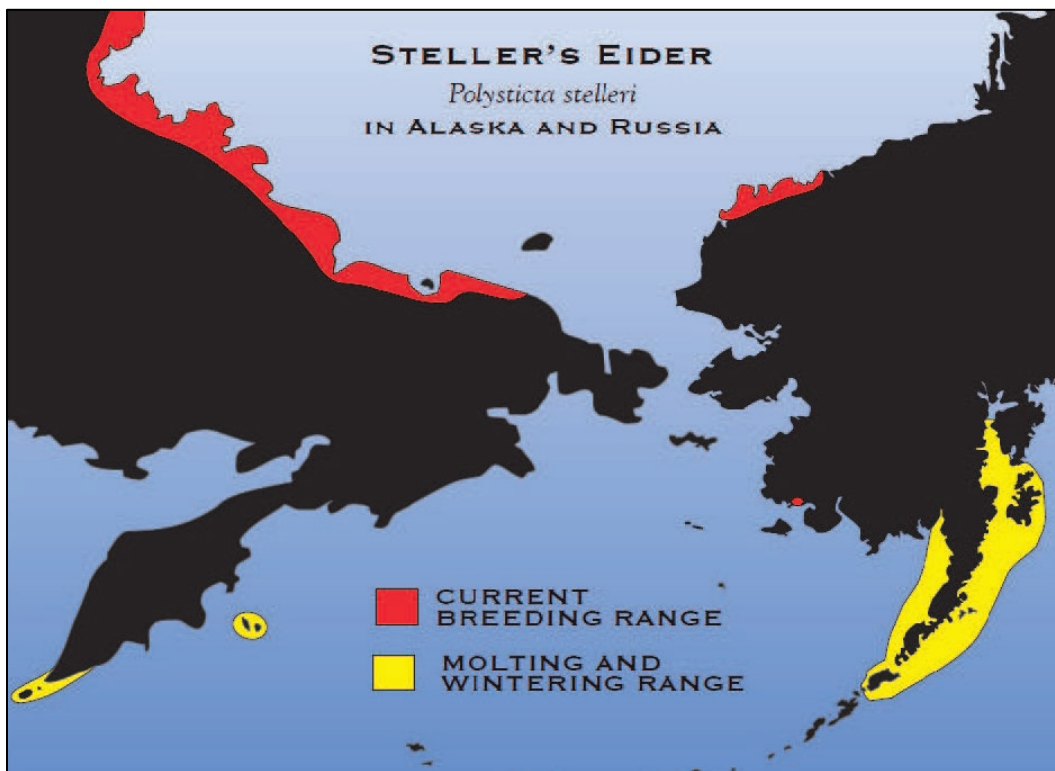 STELLER'S EIDER
Polysticta stelleri
IN ALASKA AND RUSSIA
CURRENT
BREEDING RANGE
MOLTING AND
WINTERING RANGE